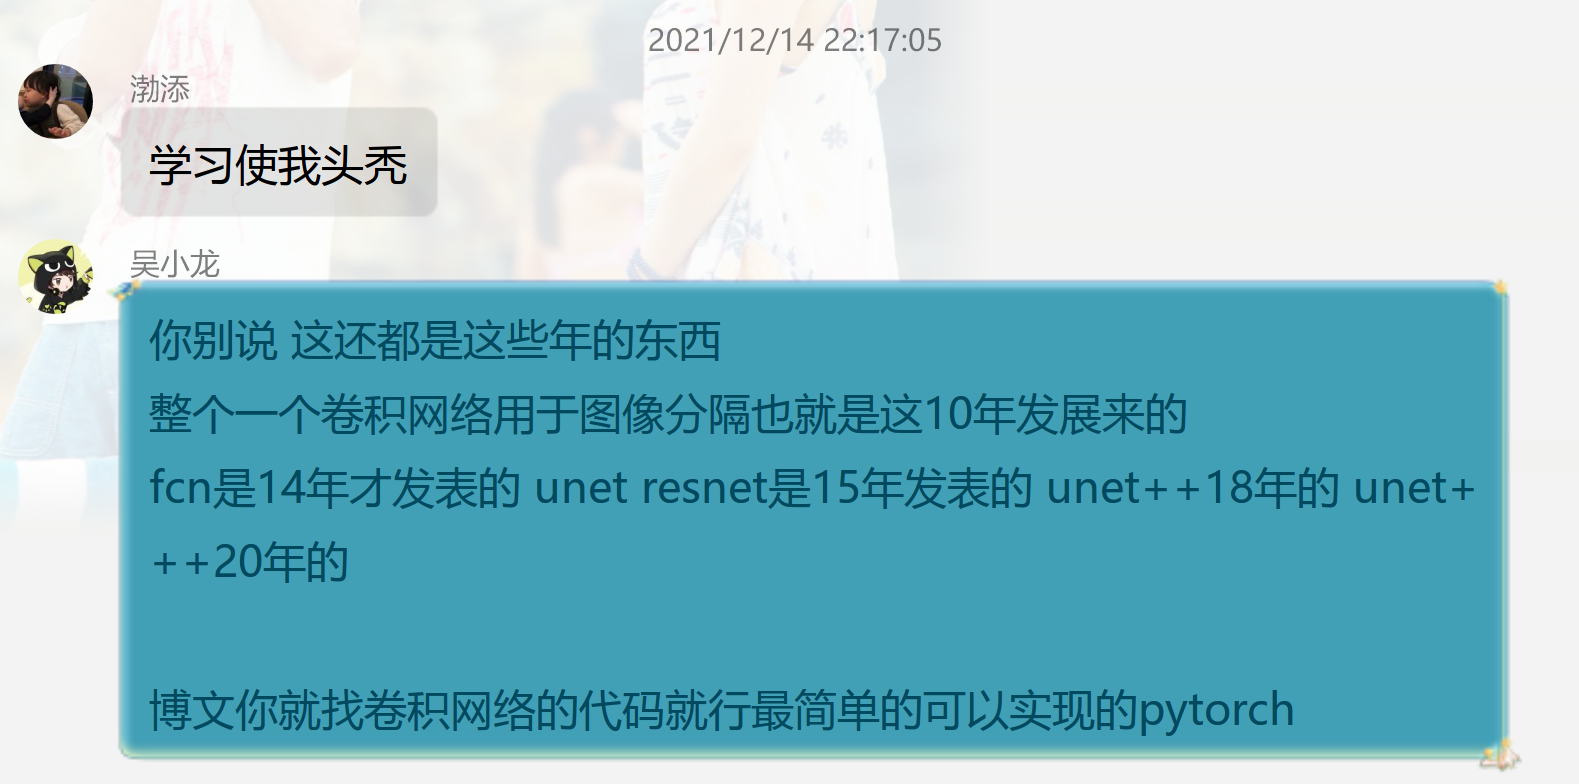 2021/12/14 22:17:05
渤添
学习使我头秃
吴小龙
你别说 这还都是这些年的东西
整个一个卷积网络用于图像分隔也就是这10年发展来的
fcn是14年才发表的 unet resnet是15年发表的 unet++18年的 unet+
++20年的
博文你就找卷积网络的代码就行最简单的可以实现的pytorch